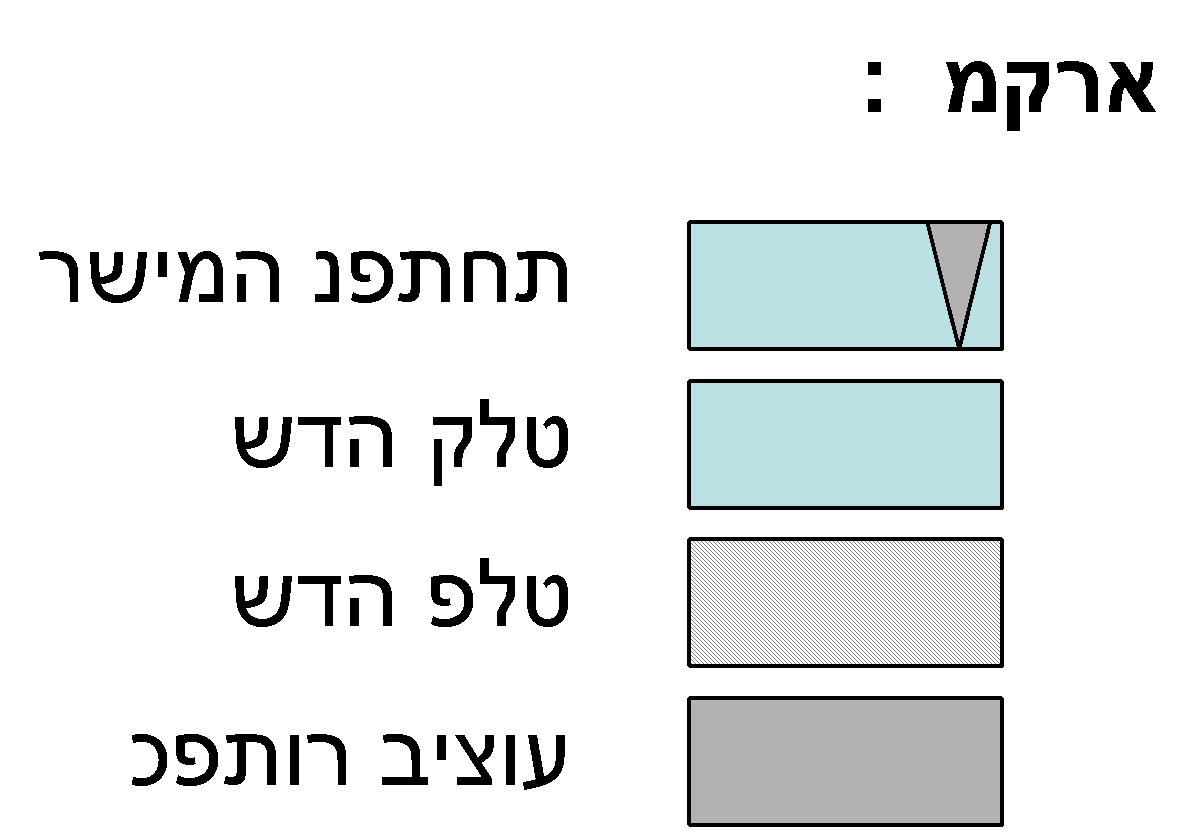 ארקמ :
תחתפנ המישר
טלק הדש
טלפ הדש
עוציב רותפכ